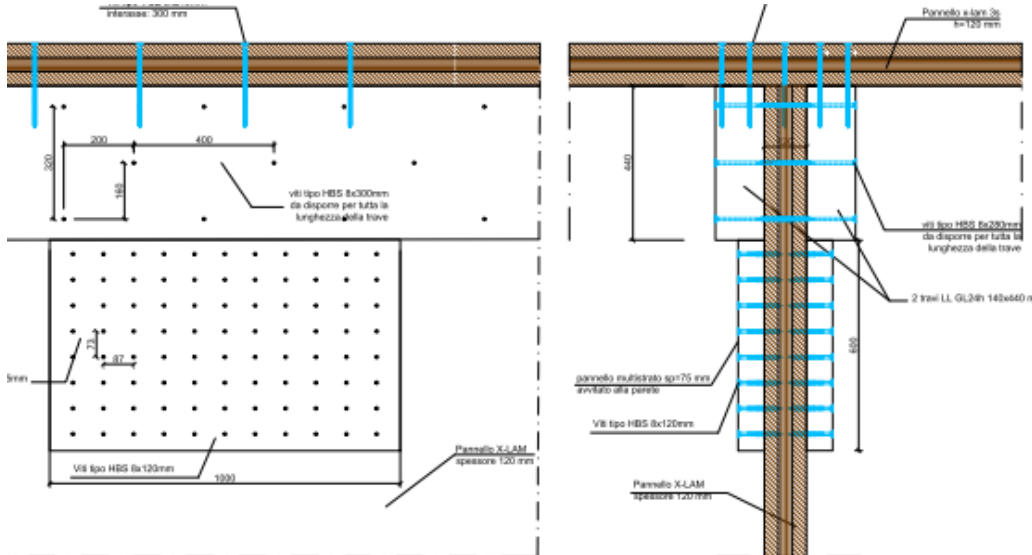 interasse: 300 mm
200
400
320
160
viti tipo HBS 8x300mm
da disporre per tutta la
lunghezza della trave
5mm
73
87
Viti tipo HBS 8x120mm
1000
Pannello X-LAM
spessore 120 mm
Pannello x-lam 3s
h=120 mm
440
viti tipo HBS 8x280mm
da disporre per tutta la
lunghezza della trave
2 travi LL GL24h 140x440 m
600
pannello multistrato sp=75 mm
avvitato alla parete
Viti tipo HBS 8x120mm
Pannello X-LAM
spessore 120 mm